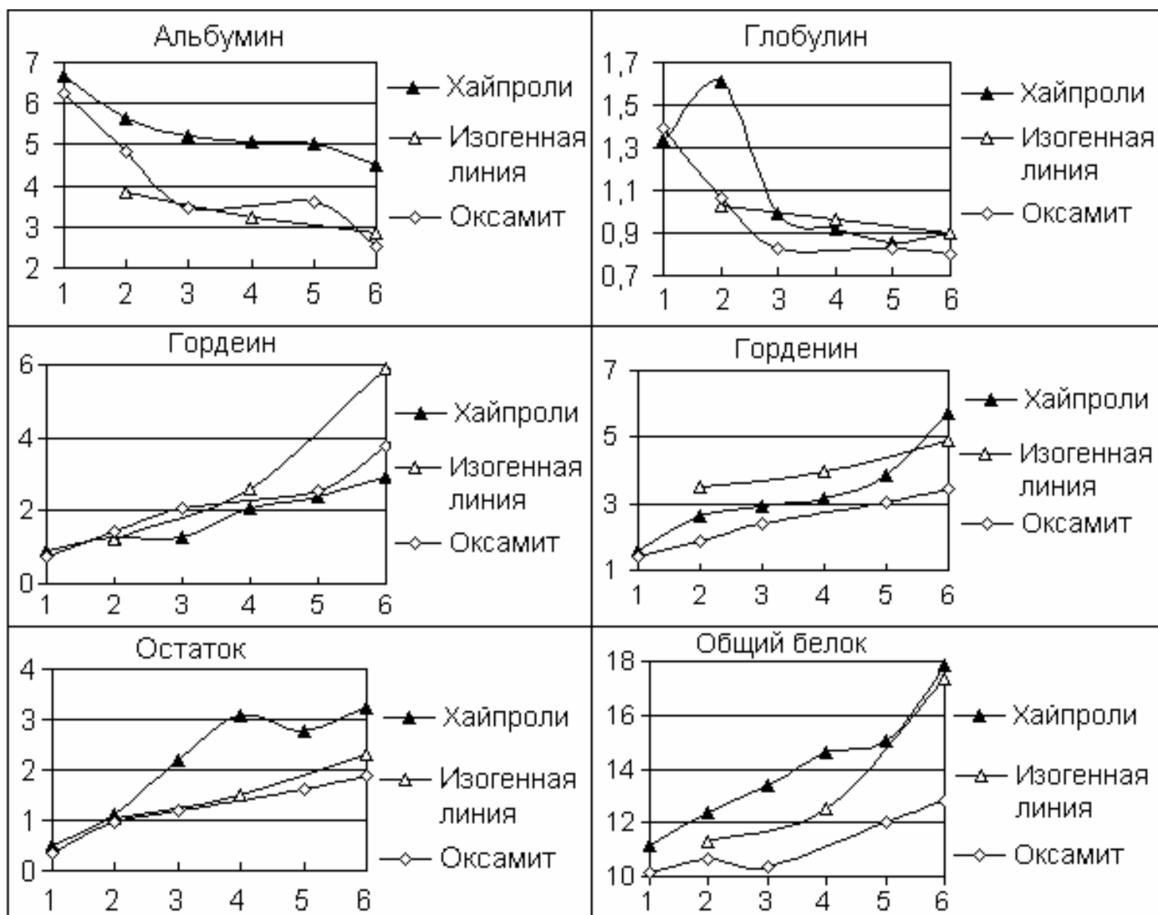 Альбумин
7
6
5
4
3
2
1 2 3 4 5 6
Хайпроли
Изогенная
линия
Оксамит
Глобулин
1,7
1,5
1,3
1,1
0,9
0,7
1 2 3 4 5 6
Хайпроли
Изогенная
линия
Оксамит
Гордеин
6
4
2
0
1 2 3 4 5 6
Хайпроли
Изогенная
линия
Оксамит
Горденин
7
5
3
1
1 2 3 4 5 6
Хайпроли
Изогенная
линия
Оксамит
Остаток
4
3
2
1
0
1 2 3 4 5 6
Хайпроли
Изогенная
линия
Оксамит
Общий белок
18
16
14
12
10
1 2 3 4 5 6
Хайпроли
Изогенная
линия
Оксамит